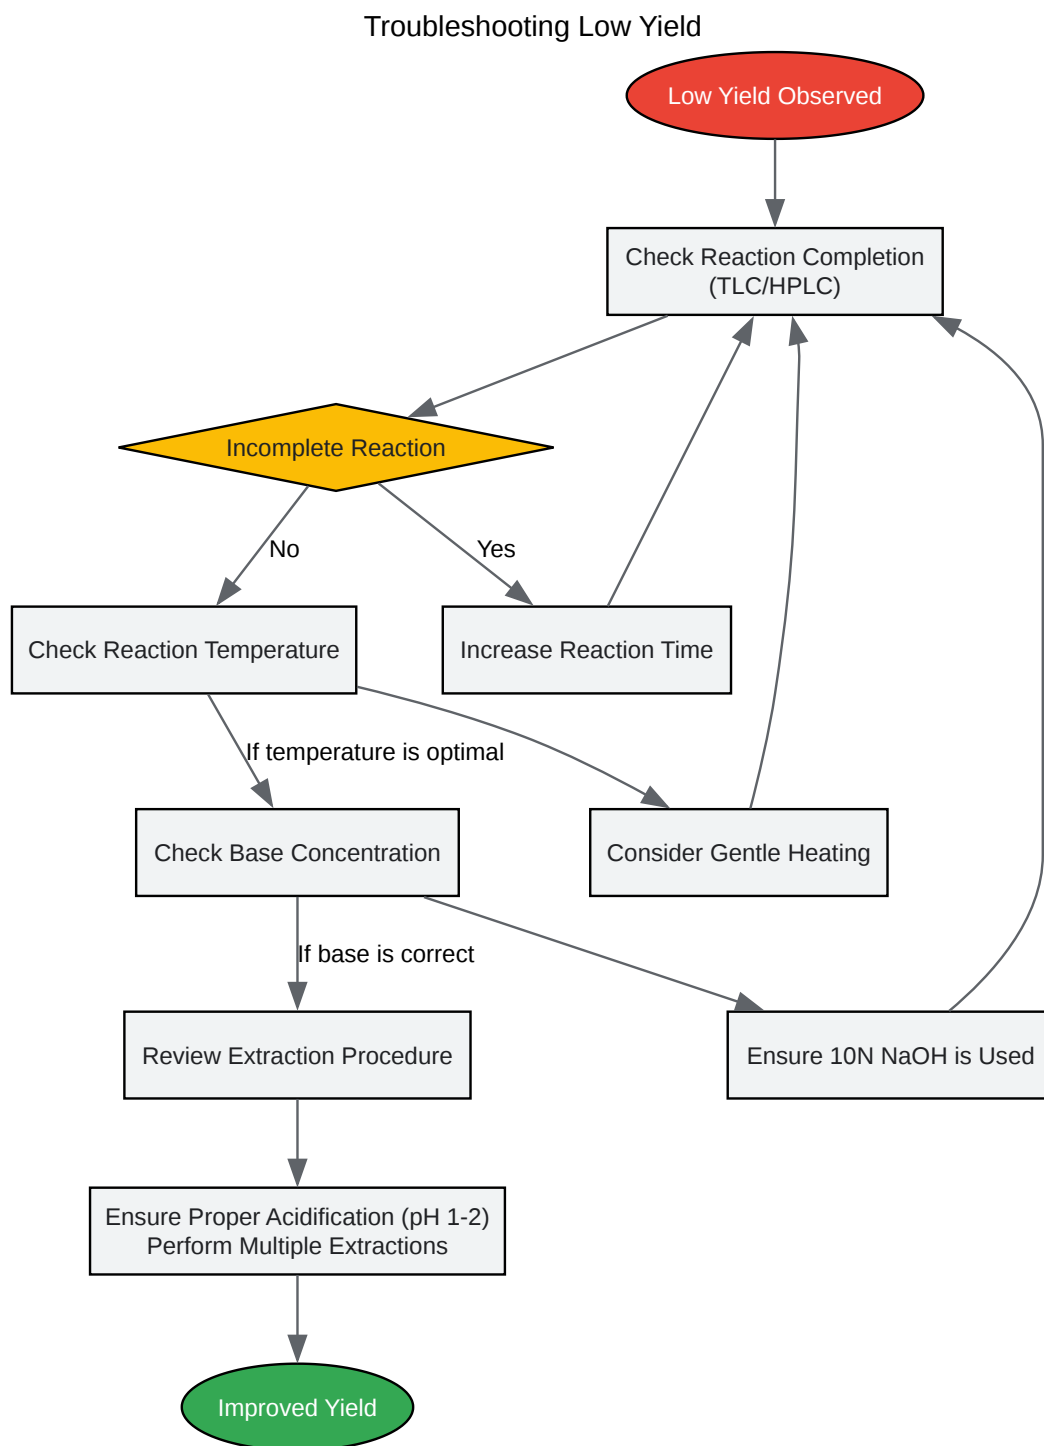 Troubleshooting Low Yield
Low Yield Observed
Check Reaction Completion
(TLC/HPLC)
Incomplete Reaction
No
Yes
Check Reaction Temperature
Increase Reaction Time
If temperature is optimal
Check Base Concentration
Consider Gentle Heating
If base is correct
Review Extraction Procedure
Ensure 10N NaOH is Used
Ensure Proper Acidification (pH 1-2)
Perform Multiple Extractions
Improved Yield